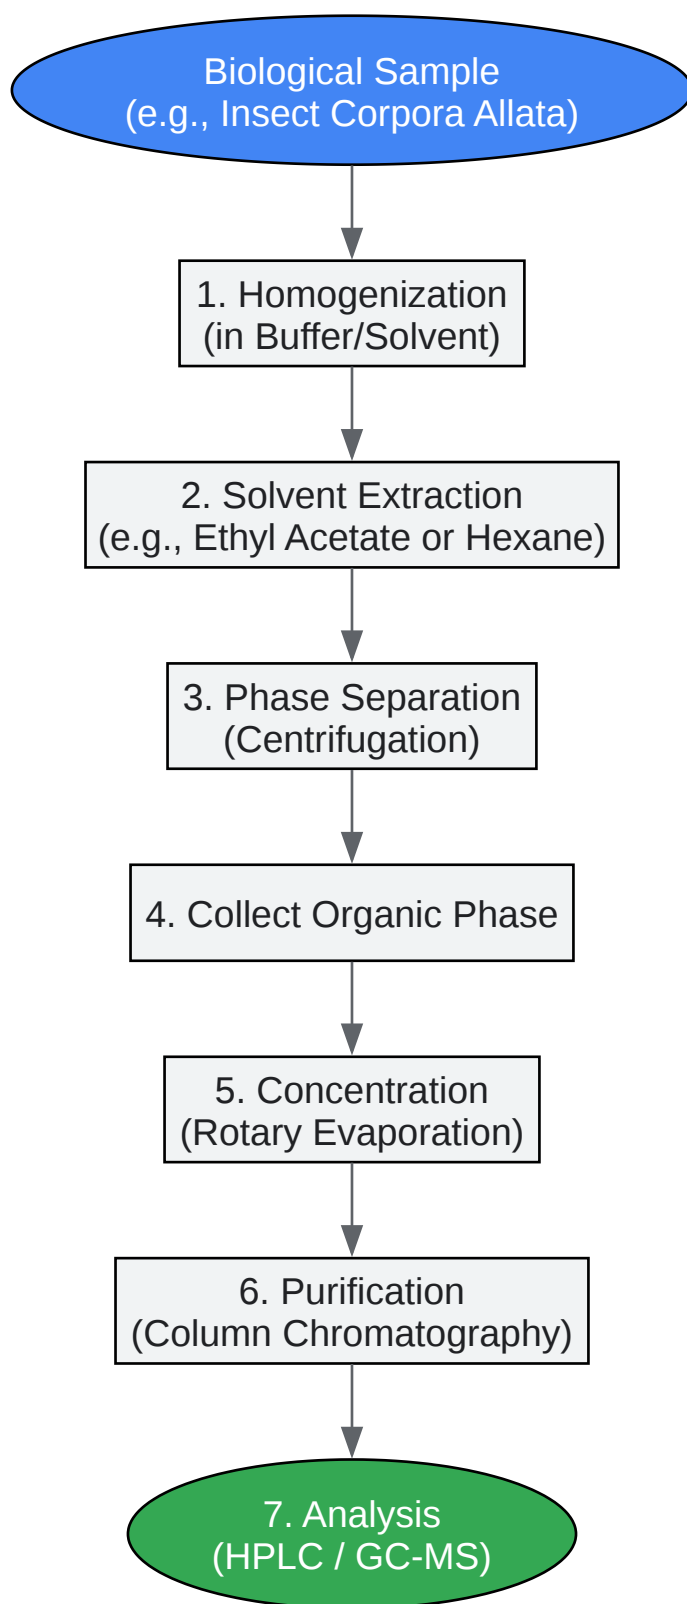 Biological Sample
(e.g., Insect Corpora Allata)
1. Homogenization
(in Buffer/Solvent)
2. Solvent Extraction
(e.g., Ethyl Acetate or Hexane)
3. Phase Separation
(Centrifugation)
4. Collect Organic Phase
5. Concentration
(Rotary Evaporation)
6. Purification
(Column Chromatography)
7. Analysis
(HPLC / GC-MS)